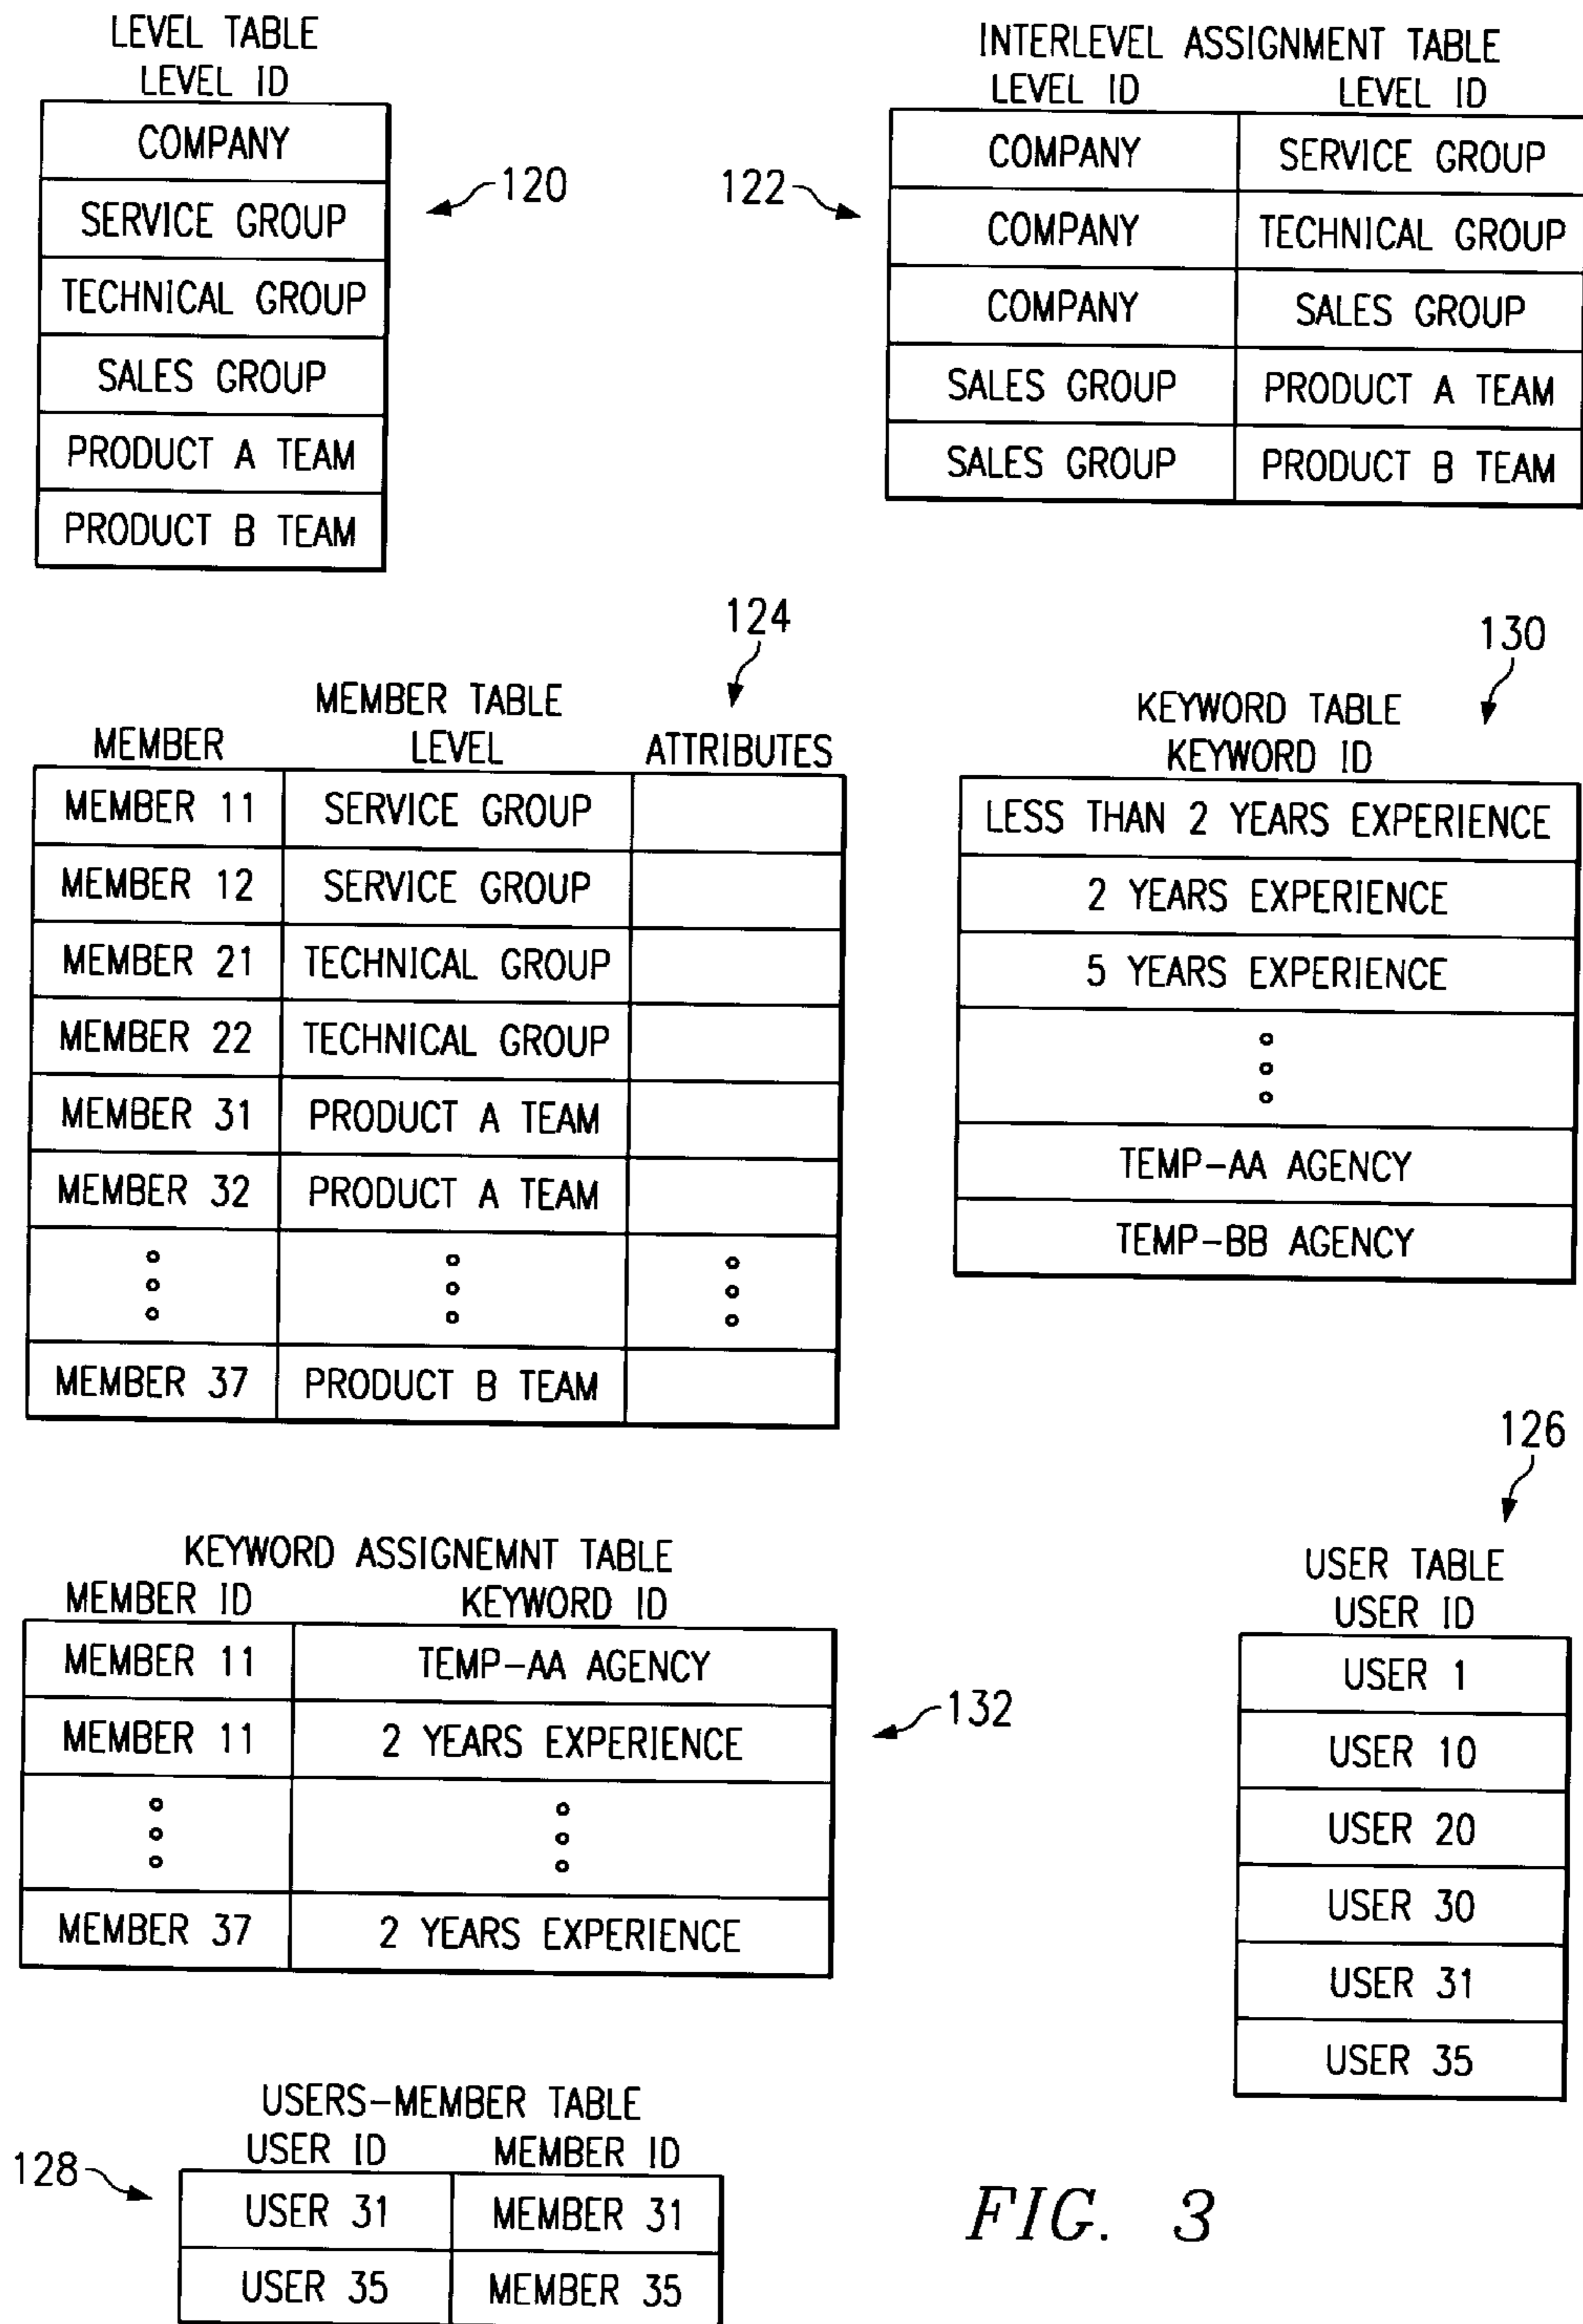 LEVEL TABLE
LEVEL ID
COMPANY
SERVICE GROUP
TECHNICAL GROUP
SALES GROUP
PRODUCT A TEAM
PRODUCT B TEAM
120
INTERLEVEL ASSIGNMENT TABLE
LEVEL ID LEVEL ID
COMPANY SERVICE GROUP
COMPANY TECHNICAL GROUP
COMPANY SALES GROUP
SALES GROUP PRODUCT A TEAM
SALES GROUP PRODUCT B TEAM
122
124
MEMBER TABLE
MEMBER LEVEL ATTRIBUTES
MEMBER 11 SERVICE GROUP
MEMBER 12 SERVICE GROUP
MEMBER 21 TECHNICAL GROUP
MEMBER 22 TECHNICAL GROUP
MEMBER 31 PRODUCT A TEAM
MEMBER 32 PRODUCT A TEAM
MEMBER 37 PRODUCT B TEAM
130
KEYWORD TABLE
KEYWORD ID
LESS THAN 2 YEARS EXPERIENCE
2 YEARS EXPERIENCE
5 YEARS EXPERIENCE
TEMP-AA AGENCY
TEMP-BB AGENCY
KEYWORD ASSIGNEMNT TABLE
MEMBER ID KEYWORD ID
MEMBER 11 TEMP-AA AGENCY
MEMBER 11 2 YEARS EXPERIENCE
MEMBER 37 2 YEARS EXPERIENCE
132
126
USER TABLE
USER ID
USER 1
USER 10
USER 20
USER 30
USER 31
USER 35
USERS-MEMBER TABLE
USER ID MEMBER ID
USER 31 MEMBER 31
USER 35 MEMBER 35
128
FIG. 3